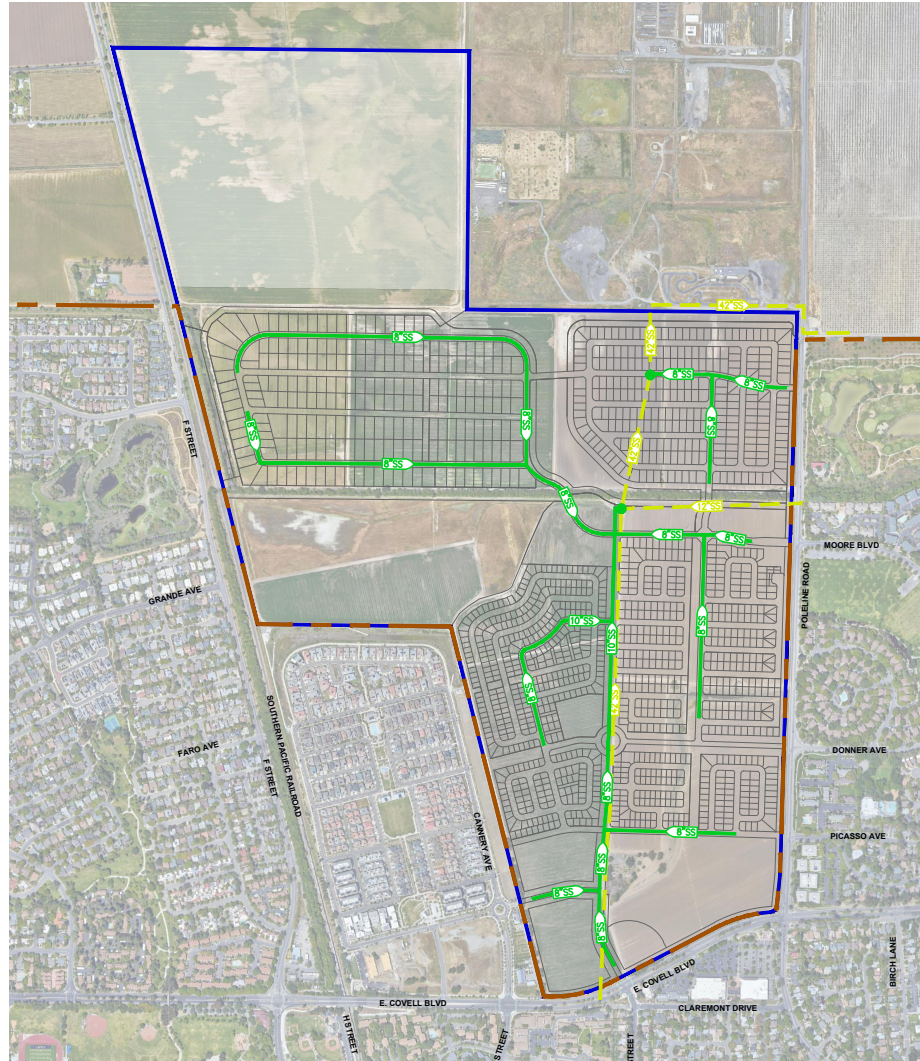 42"SS
8"SS
42"SS
8"SS
8"SS
8"SS
8"SS
F STREET
8"SS
42"SS
8"SS
8"SS
12"SS
8"SS
8"SS
MOORE BLVD
POLELINE ROAD
GRANDE AVE
8"SS
10"SS
10"SS
8"SS
42"SS
SOUTHERN PACIFIC RAILROAD
F STREET
FARO AVE
DONNER AVE
8"SS
CANNERY AVE
8"SS
PICASSO AVE
8"SS
8"SS
8"SS
BIRCH LANE
E. COVELL BLVD
E. COVELL BLVD
CLAREMONT DRIVE
H STREET
STREET
STREET